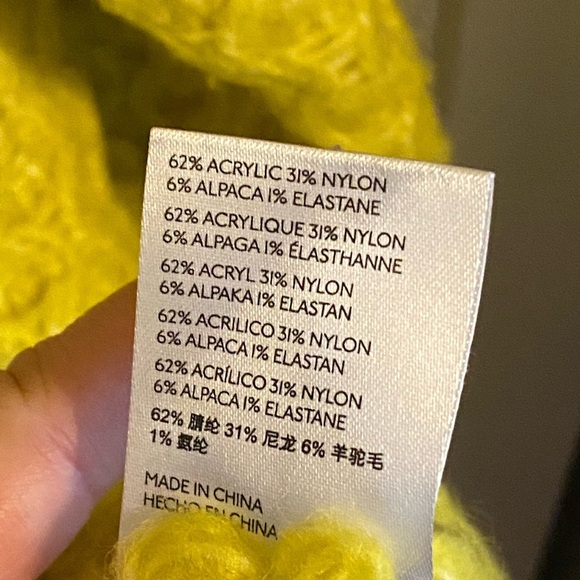 62% ACRYLIC 31% NYLON
6% ALPACA 1% ELASTANE
62% ACRYLIQUE 31% NYLON
6% ALPAGA 1% ÉLASTHANNE
62% ACRYL 31% NYLON
6% ALPAKA 1% ELASTAN
62% ACRILICO 31% NYLON
6% ALPACA 1% ELASTAN
62% ACRÍLICO 31% NYLON
6% ALPACA 1% ELASTANE
62% 腈纶 31% 尼龙 6% 羊驼毛
1% 氨纶
MADE IN CHINA
HECHO EN CHINA